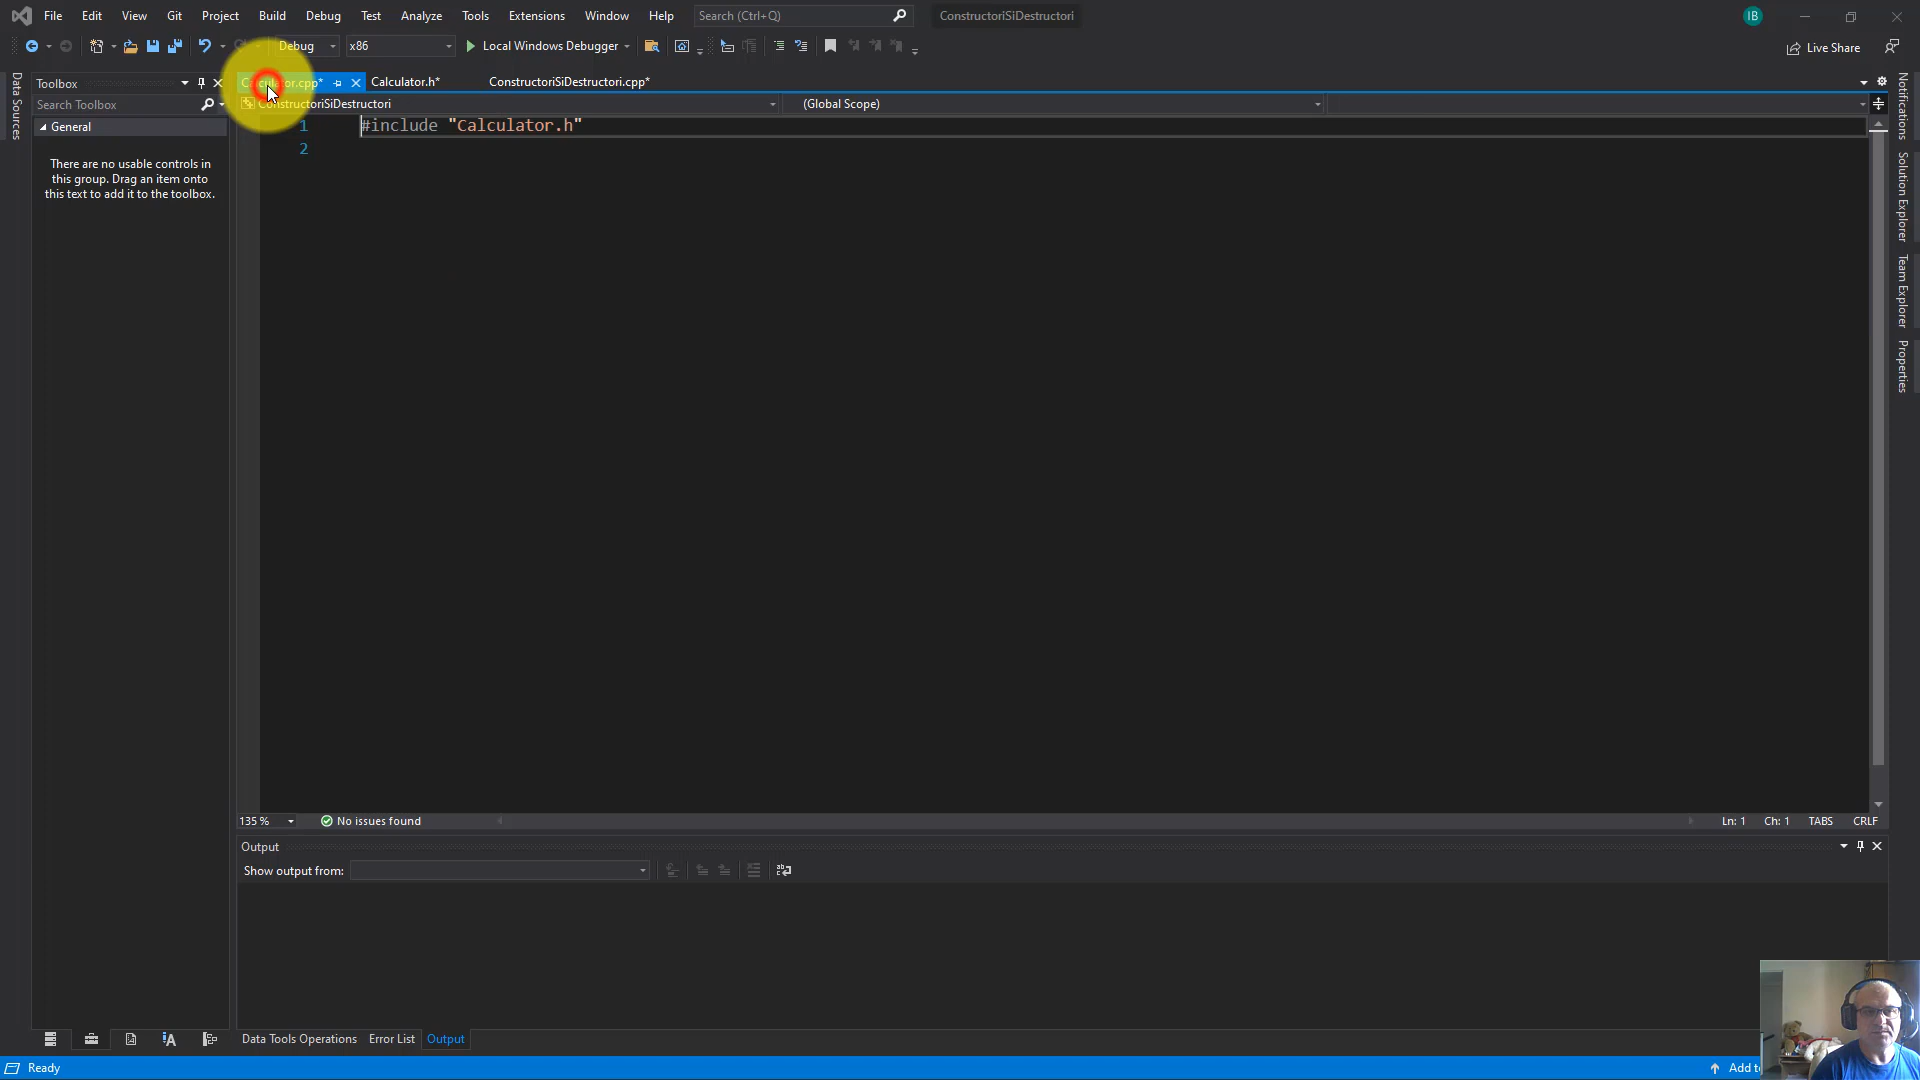 File Edit View Git Project Build Debug Test Analyze Tools Extensions Window Help Search (Ctrl+Q) ConstructoriSiDestructori IB
Debug x86 Local Windows Debugger Live Share
Toolbox Calculator.cpp* Calculator.h* ConstructoriSiDestructori.cpp*
Search Toolbox ConstructoriSiDestructori (Global Scope)
General
1 #include "Calculator.h"
2
There are no usable controls in
this group. Drag an item onto
this text to add it to the toolbox.
Data Sources
Notifications
Solution Explorer
Team Explorer
Properties
135 % No issues found Ln: 1 Ch: 1 TABS CRLF
Output
Show output from:
Data Tools Operations Error List Output
Ready Add